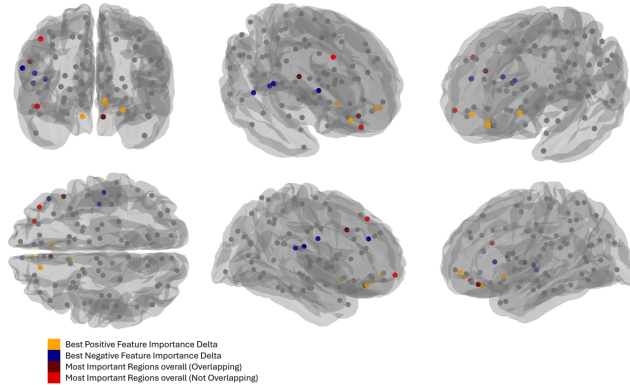 Best Positive Feature Importance Delta
Best Negative Feature Importance Delta
Most Important Regions overall (Overlapping)
Most Important Regions overall (Not Overlapping)